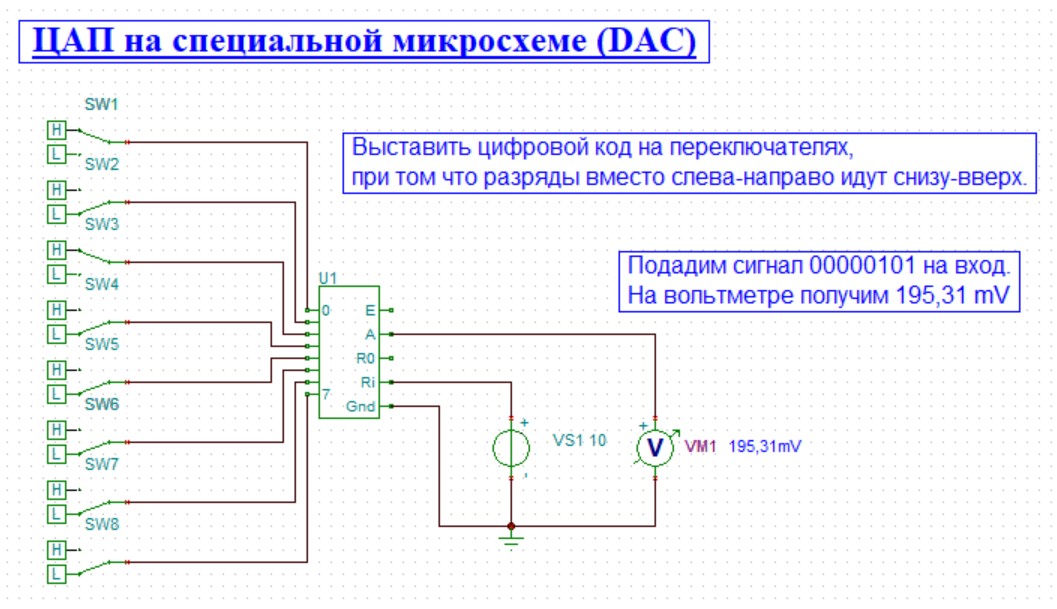 ЦАП на специальной микросхеме (DAC)
SW1
H
L
SW2
H
L
SW3
H
L
SW4
H
L
SW5
H
L
SW6
H
L
SW7
H
L
SW8
H
L
Выставить цифровой код на переключателях,
при том что разряды вместо слева-направо идут снизу-вверх.
Подадим сигнал 00000101 на вход.
На вольтметре получим 195,31 mV
U1
0 E
A
R0
Ri
7
Gnd
+
VS1 10
-
+
V
VM1 195,31mV